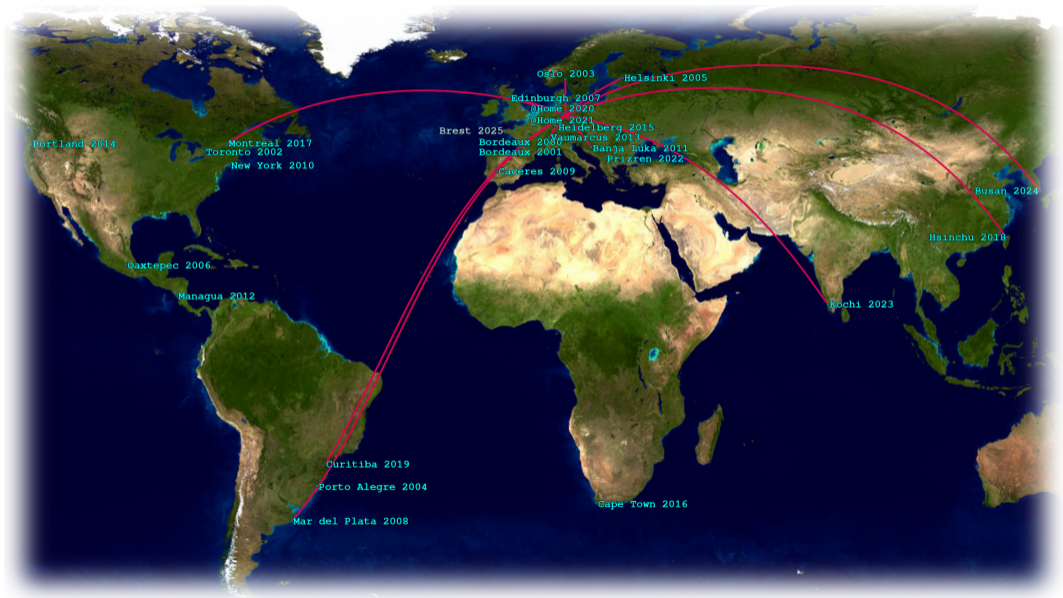 Oslo 2003
Helsinki 2005
Edinburgh 2007
@Home 2020
@Home 2021
Heidelberg 2015
Brest 2025
Vaumarcus 2013
Portland 2014
Montreal 2017
Bordeaux 2000
Toronto 2002
Bordeaux 2001
Banja Luka 2011
Prizren 2022
New York 2010
Caceres 2009
Busan 2024
Hsinchu 2018
Oaxtepec 2006
Managua 2012
Kochi 2023
Curitiba 2019
Porto Alegre 2004
Cape Town 2016
Mar del Plata 2008